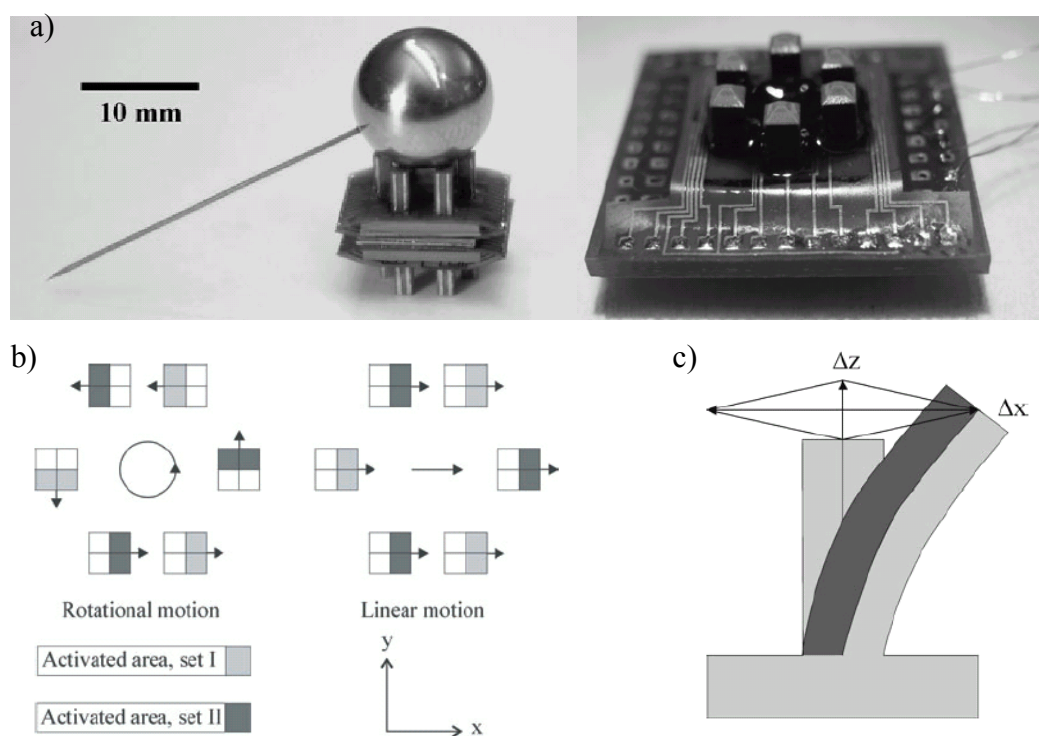 a)
10 mm
b)
c)
Δz
Δx
Rotational motion
Linear motion
Activated area, set I
Activated area, set II
y
x